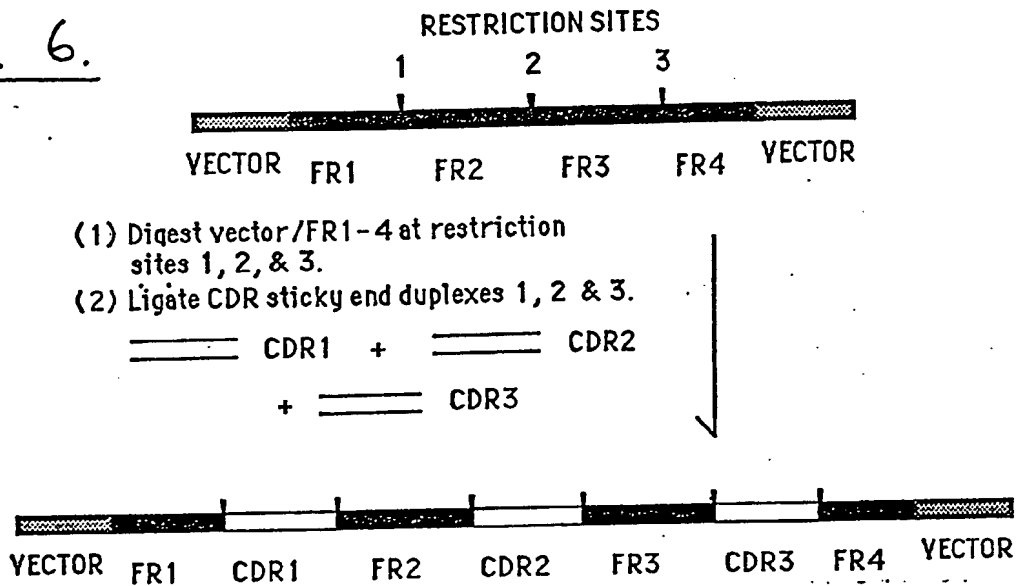 . 6.
RESTRICTION SITES
1 2 3
VECTOR FR1 FR2 FR3 FR4 VECTOR
(1) Digest vector/FR1-4 at restriction
sites 1, 2, & 3.
(2) Ligate CDR sticky end duplexes 1, 2 & 3.
CDR1 + CDR2
+ CDR3
VECTOR FR1 CDR1 FR2 CDR2 FR3 CDR3 FR4 VECTOR